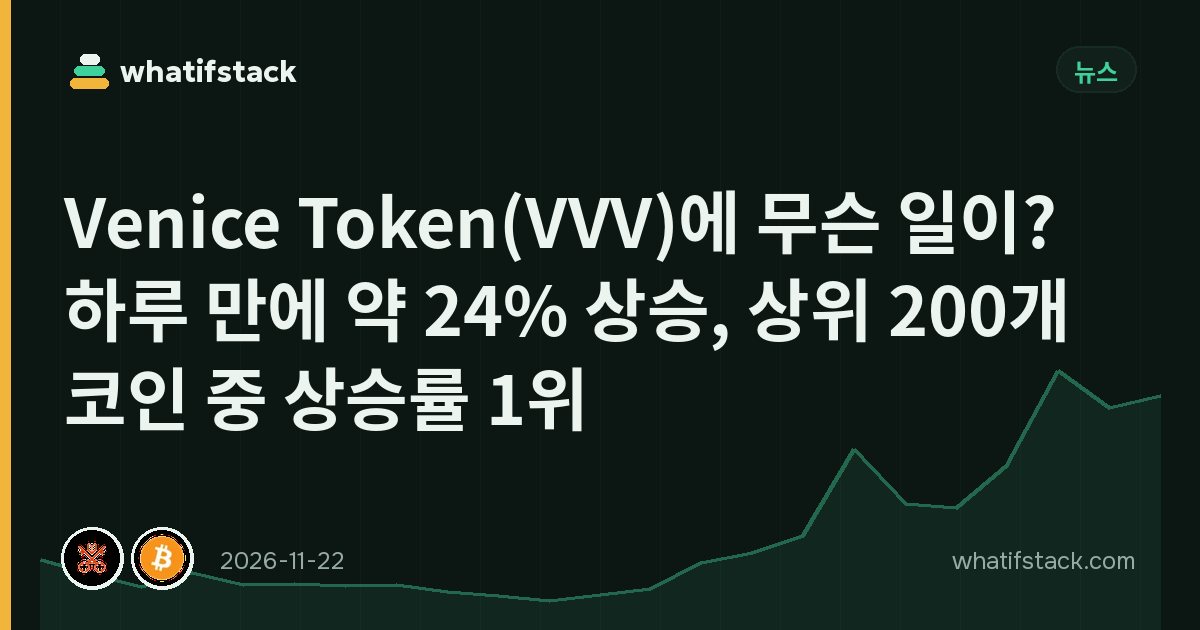 whatifstack
뉴스
Venice Token(VVV)에 무슨 일이?
하루 만에 약 24% 상승, 상위 200개
코인 중 상승률 1위
2026-11-22
whatifstack.com